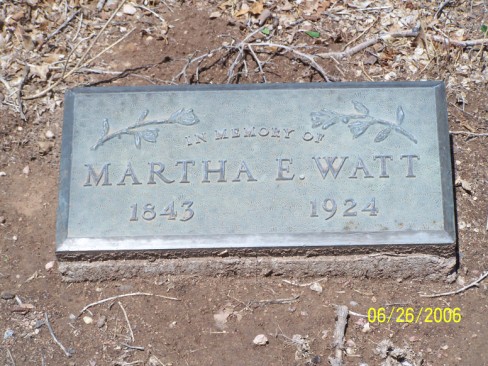 IN MEMORY OF
MARTHA E. WATT
1843 1924
06/26/2006